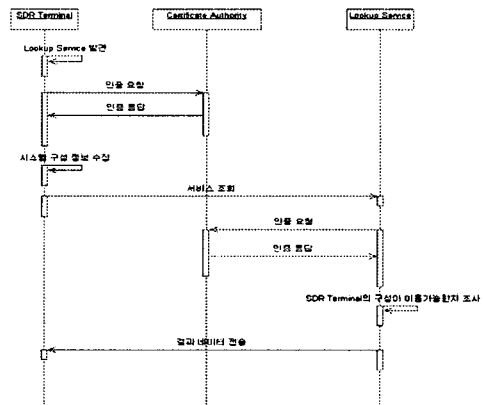 SDR Terminal
Certificate Authority
Lookup Service
Lookup Service 발견
인증 요청
인증 응답
시스템 구성 정보 수집
서비스 조회
인증 요청
인증 응답
SDR Terminal의 구성이 이용가능한지 조사
결과 데이터 전송